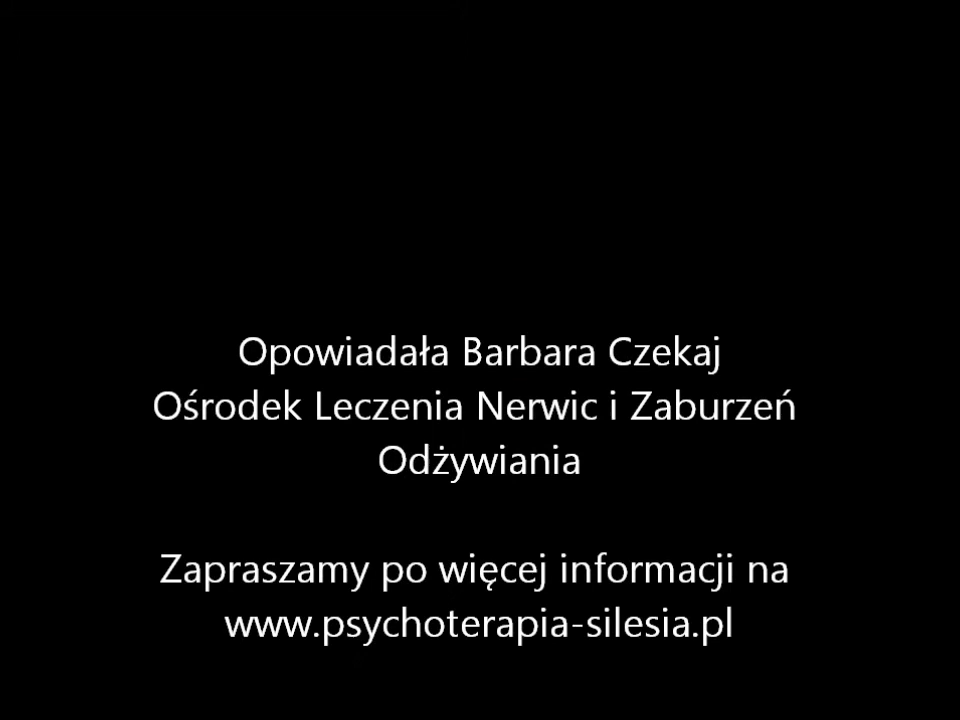 Opowiadała Barbara Czekaj
Ośrodek Leczenia Nerwic i Zaburzeń
Odżywiania
Zapraszamy po więcej informacji na
www.psychoterapia-silesia.pl